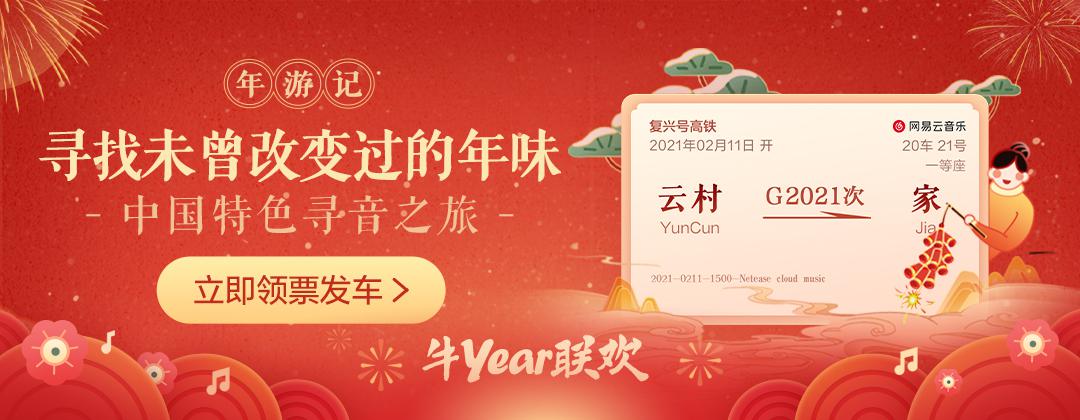 年游记
寻找未曾改变过的年味
- 中国特色寻音之旅 -
立即领票发车 >
复兴号高铁
网易云音乐
2021年02月11日 开
20车 21号
一等座
云村
G2021次
家
YunCun
Jia
2021-0211-1500-Netease cloud music
牛Year联欢